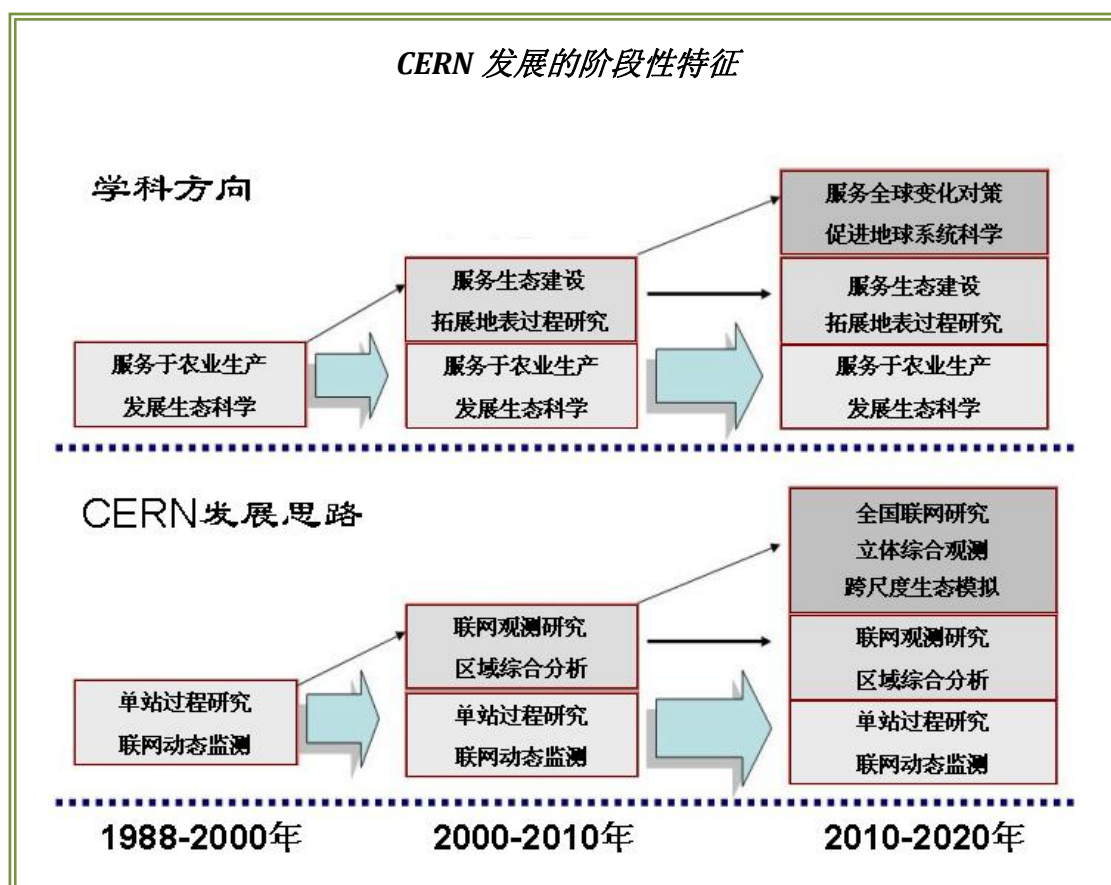 CERN 发展的阶段性特征
学科方向
服务于农业生产
发展生态科学
服务生态建设
拓展地表过程研究
服务于农业生产
发展生态科学
服务全球变化对策
促进地球系统科学
服务生态建设
拓展地表过程研究
服务于农业生产
发展生态科学
CERN发展思路
单站过程研究
联网动态监测
联网观测研究
区域综合分析
单站过程研究
联网动态监测
全国联网研究
立体综合观测
跨尺度生态模拟
联网观测研究
区域综合分析
单站过程研究
联网动态监测
1988-2000年
2000-2010年
2010-2020年